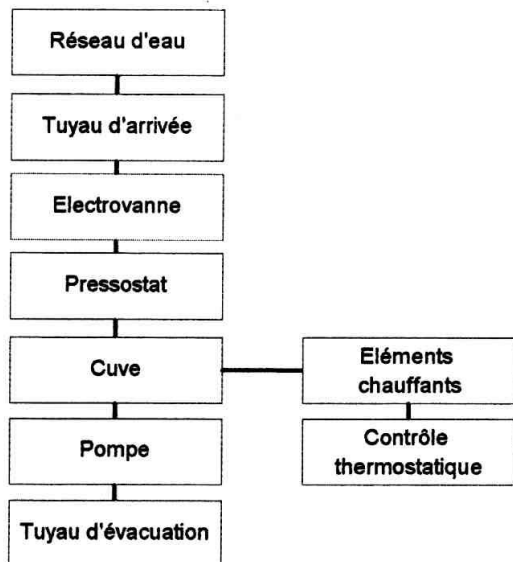 Réseau d'eau
Tuyau d'arrivée
Electrovanne
Pressostat
Cuve
Eléments
chauffants
Pompe
Contrôle
thermostatique
Tuyau d'évacuation